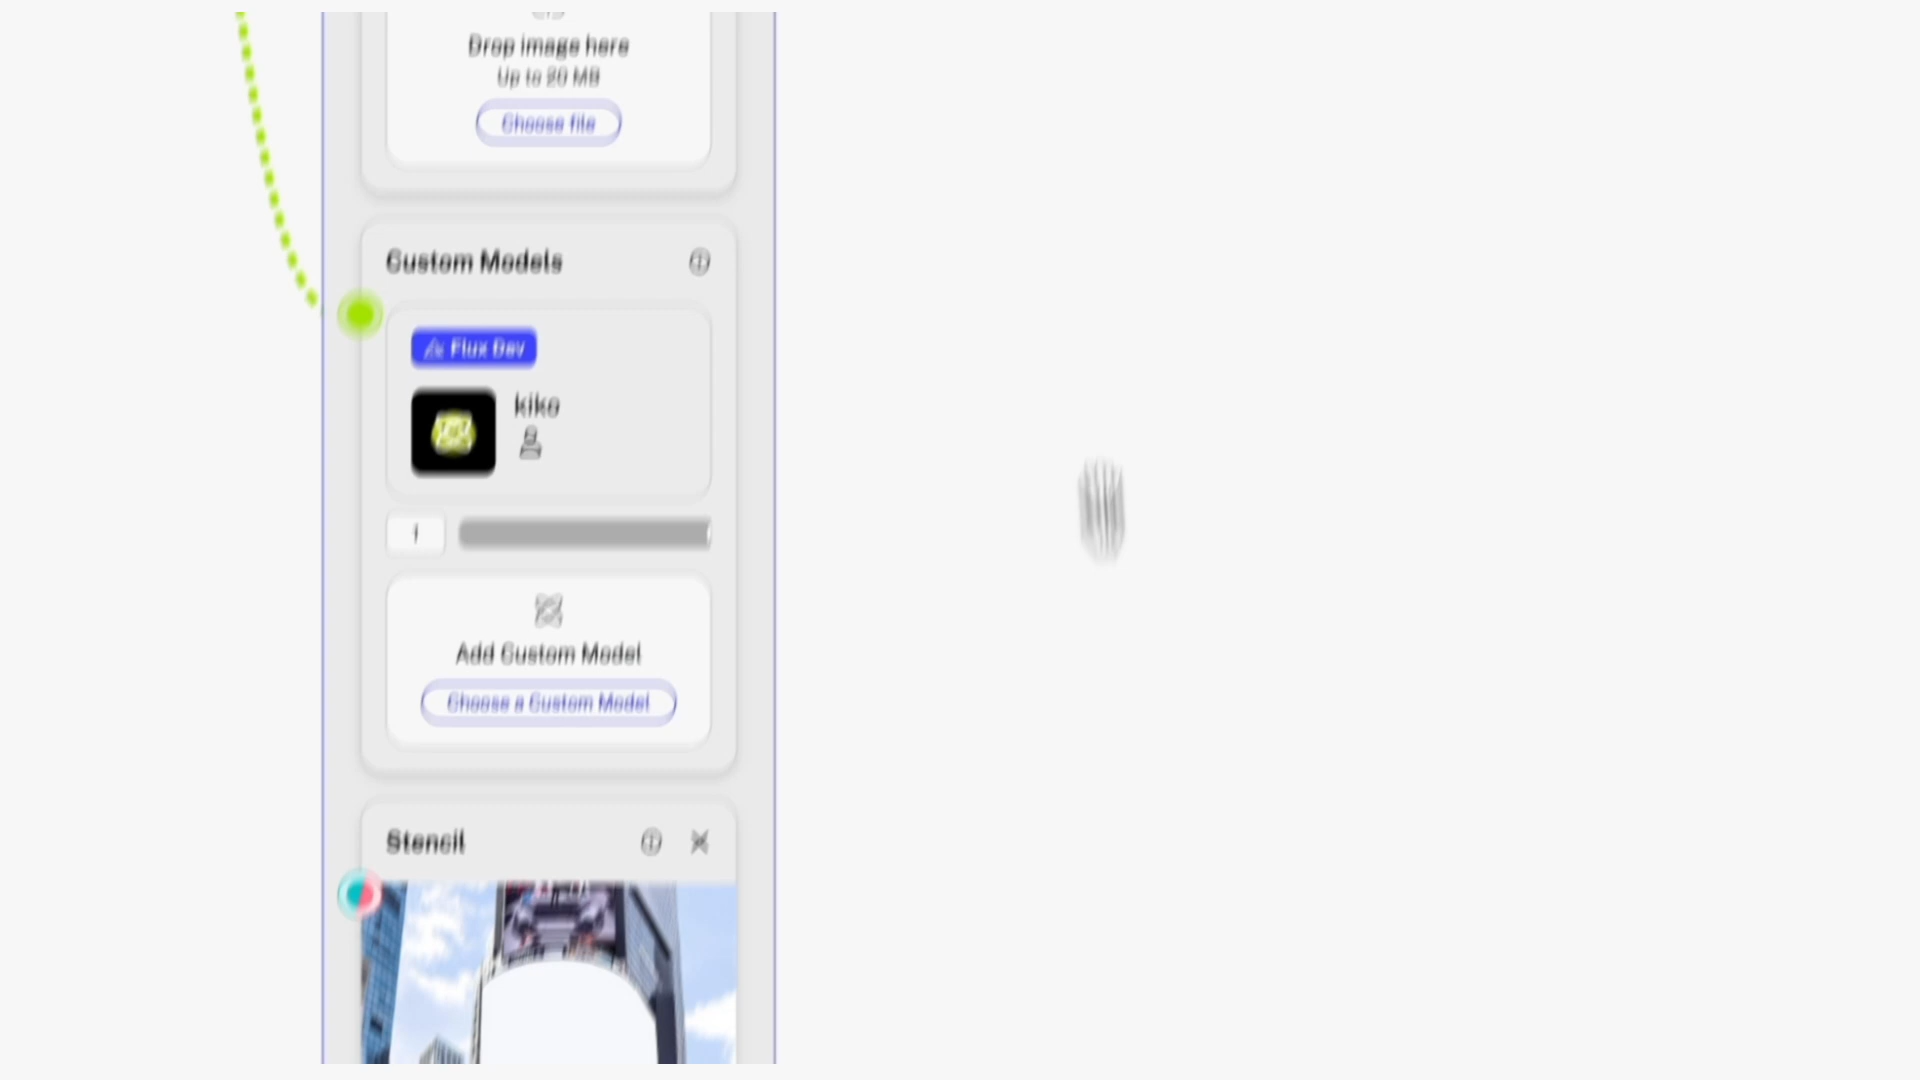 Drop image here
Up to 20 MB
Choose file
Custom Models
Flux Dev
kiko
1
Add Custom Model
Choose a Custom Model
Stencil